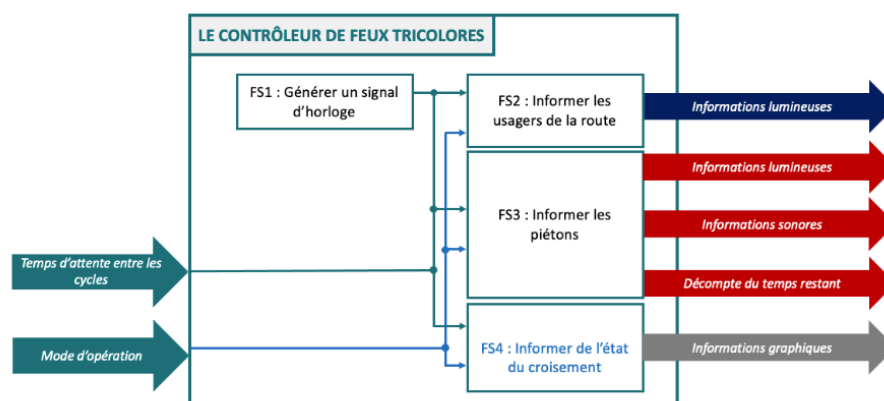 LE CONTRÔLEUR DE FEUX TRICOLORES
FS1 : Générer un signal
d'horloge
FS2 : Informer les
usagers de la route
Informations lumineuses
Informations lumineuses
FS3 : Informer les
piétons
Informations sonores
Temps d'attente entre les
cycles
Décompte du temps restant
Mode d'opération
FS4 : Informer de l'état
du croisement
Informations graphiques